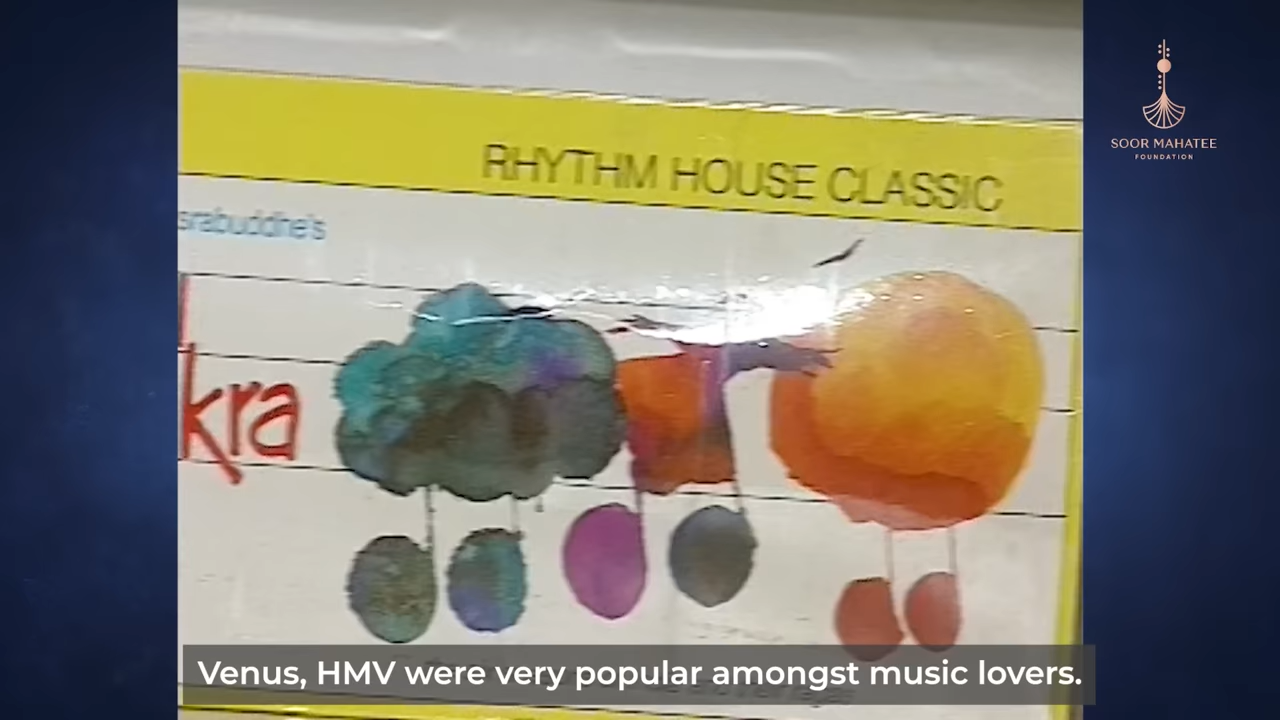 RHYTHM HOUSE CLASSIC
SOOR MAHATEE
FOUNDATION
srabuddhe's
kra
Venus, HMV were very popular amongst music lovers.